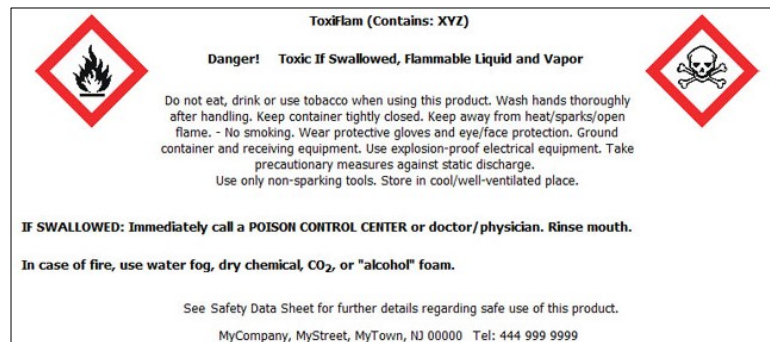 ToxiFlam (Contains: XYZ)
Danger! Toxic If Swallowed, Flammable Liquid and Vapor
Do not eat, drink or use tobacco when using this product. Wash hands thoroughly
after handling. Keep container tightly closed. Keep away from heat/sparks/open
flame. - No smoking. Wear protective gloves and eye/face protection. Ground
container and receiving equipment. Use explosion-proof electrical equipment. Take
precautionary measures against static discharge.
Use only non-sparking tools. Store in cool/well-ventilated place.
IF SWALLOWED: Immediately call a POISON CONTROL CENTER or doctor/physician. Rinse mouth.
In case of fire, use water fog, dry chemical, CO₂, or "alcohol" foam.
See Safety Data Sheet for further details regarding safe use of this product.
MyCompany, MyStreet, MyTown, NJ 00000 Tel: 444 999 9999